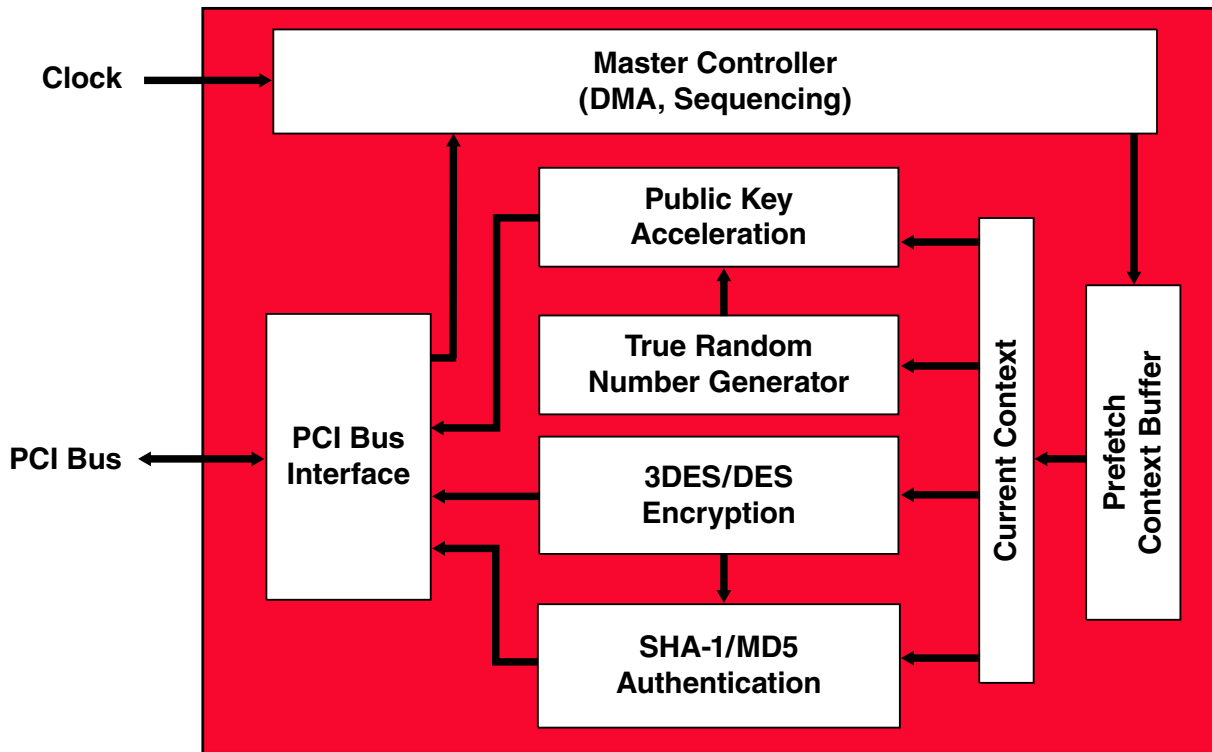 Clock
Master Controller
(DMA, Sequencing)
Public Key
Acceleration
True Random
Number Generator
PCI Bus
PCI Bus
Interface
3DES/DES
Encryption
SHA-1/MD5
Authentication
Current Context
Prefetch
Context Buffer